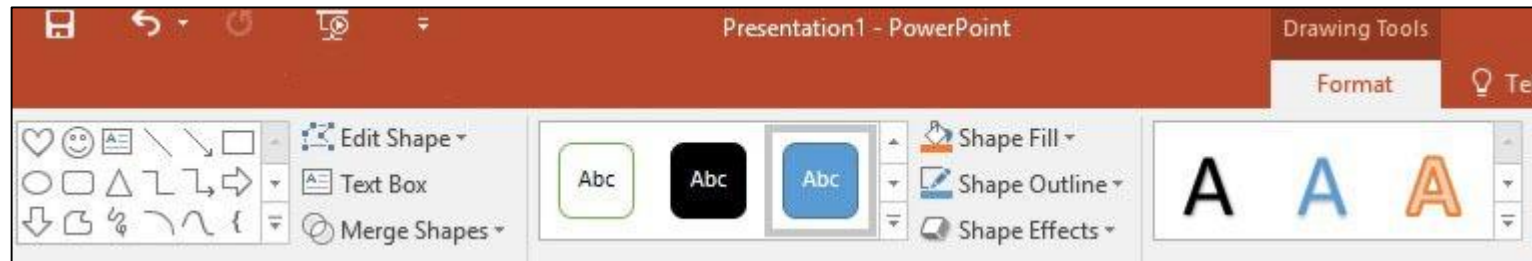 Presentation1 - PowerPoint
Drawing Tools
Format
Te
Edit Shape
Text Box
Merge Shapes
Abc
Abc
Abc
Shape Fill
Shape Outline
Shape Effects
A
A
A